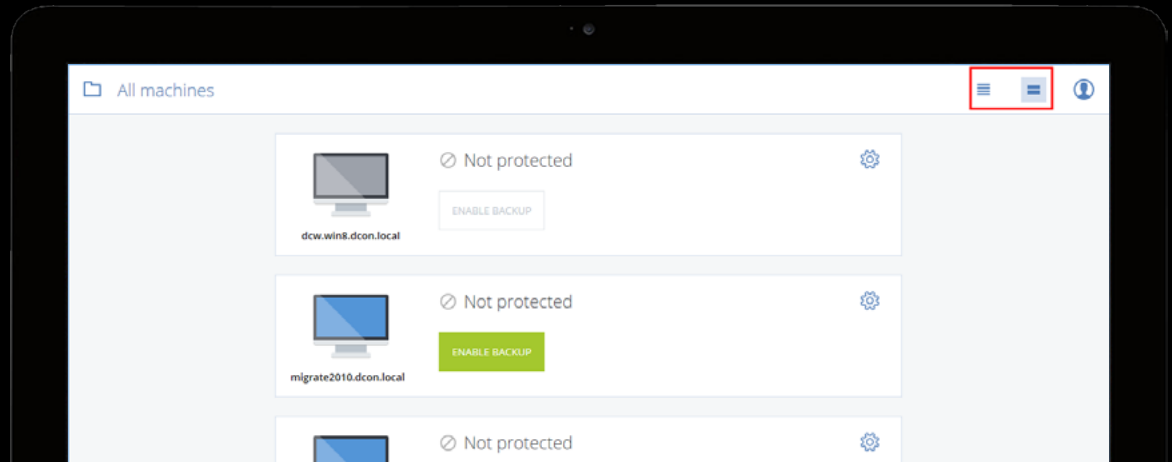 All machines
Not protected
ENABLE BACKUP
dcw.win8.dcon.local
Not protected
ENABLE BACKUP
migrate2010.dcon.local
Not protected